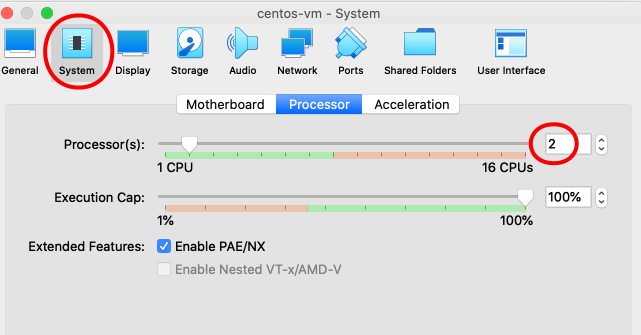 centos-vm - System
General System Display Storage Audio Network Ports Shared Folders User Interface
Motherboard Processor Acceleration
Processor(s): 2
1 CPU 16 CPUs
Execution Cap: 100%
1% 100%
Extended Features: Enable PAE/NX
Enable Nested VT-x/AMD-V